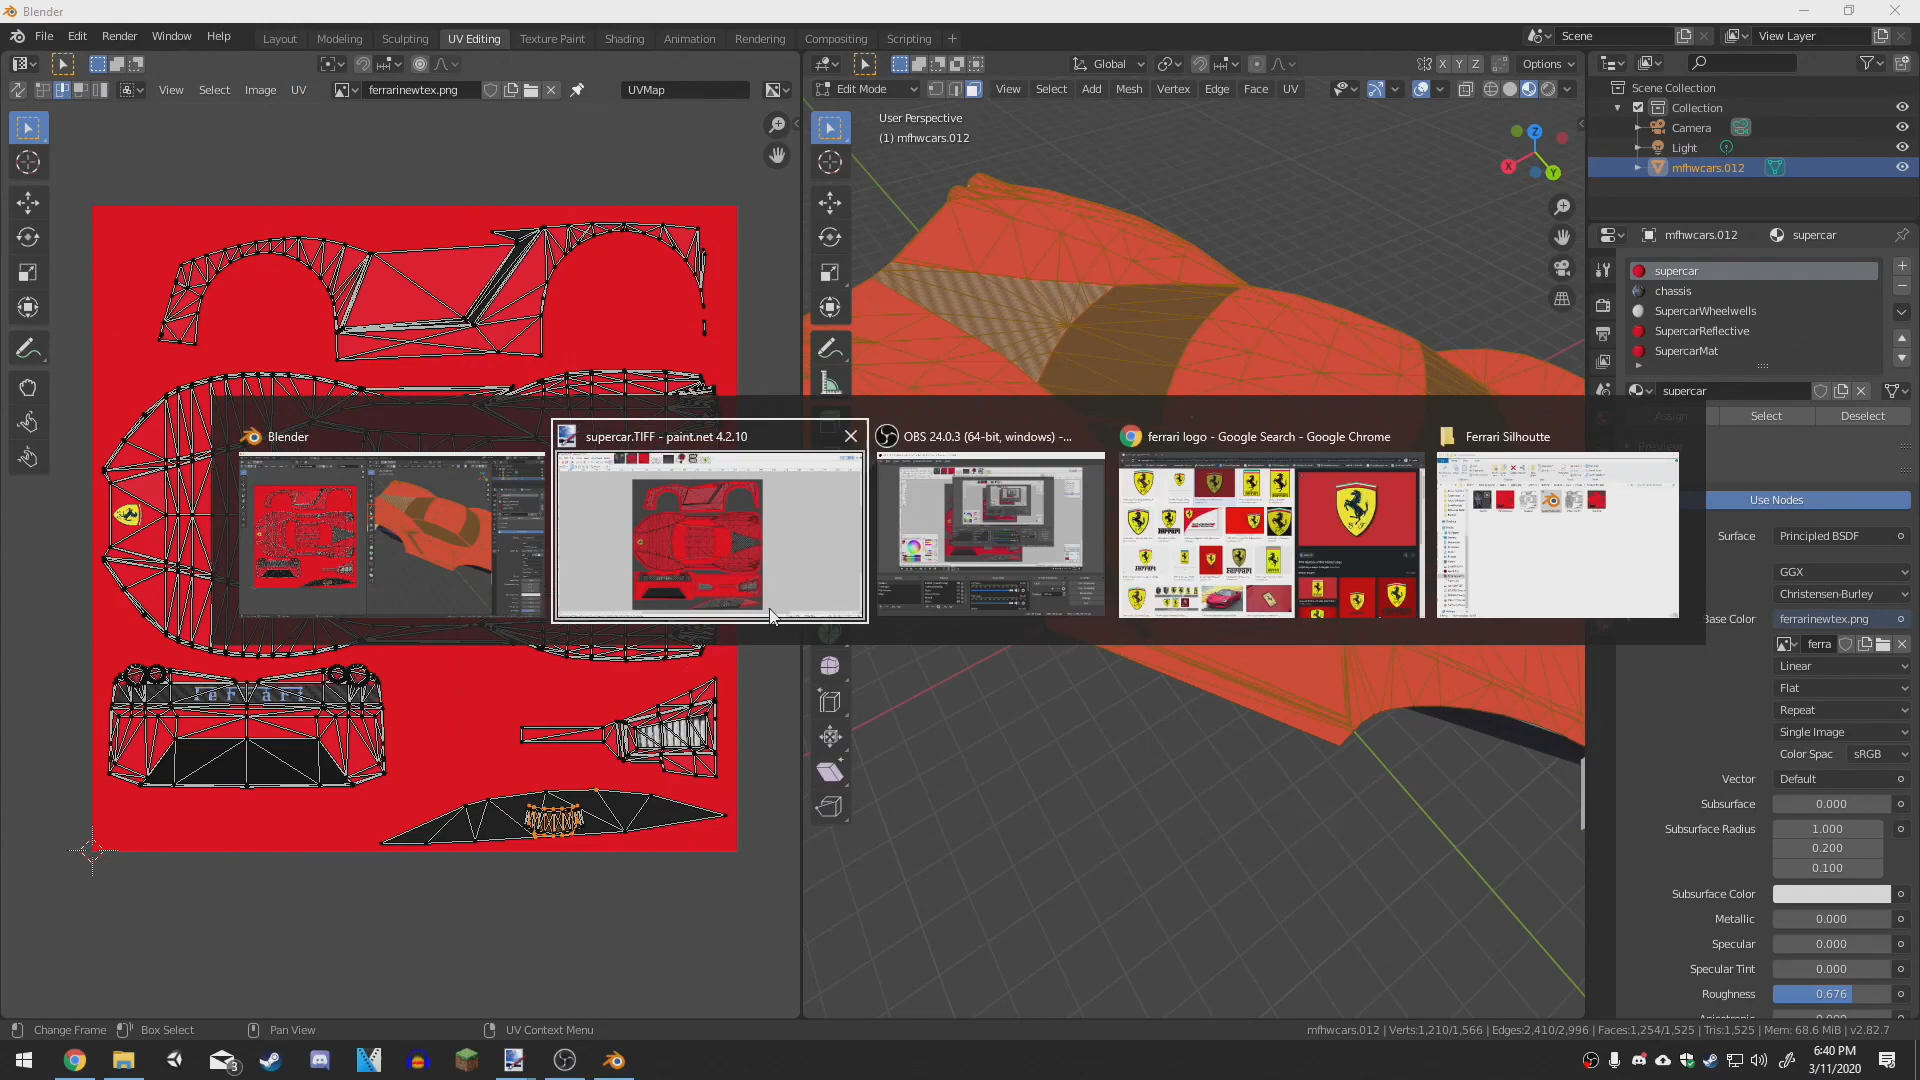 Blender
File Edit Render Window Help
Layout Modeling Sculpting UV Editing Texture Paint Shading Animation Rendering Compositing Scripting +
Scene
View Layer
Global
X Y Z
Options
View Select Image UV
ferrarinewtex.png
UVMap
Edit Mode
View Select Add Mesh Vertex Edge Face UV
User Perspective
(1) mfhwcars.012
Z
X
Y
Scene Collection
Collection
Camera
Light
mfhwcars.012
mfhwcars.012
supercar
supercar
chassis
SupercarWheelwells
SupercarReflective
SupercarMat
supercar
Assign Select Deselect
Preview
Blender
supercar.TIFF - paint.net 4.2.10
OBS 24.0.3 (64-bit, windows) -...
ferrari logo - Google Search - Google Chrome
Ferrari Silhoutte
Ferrari
Use Nodes
Surface Principled BSDF
GGX
Christensen-Burley
Base Color ferrarinewtex.png
ferra
Linear
Flat
Repeat
Single Image
Color Spac sRGB
Vector Default
Subsurface 0.000
Subsurface Radius 1.000
0.200
0.100
Subsurface Color
Metallic 0.000
Specular 0.000
Specular Tint 0.000
Roughness 0.676
Change Frame Box Select Pan View UV Context Menu
mfhwcars.012 | Verts:1,210/1,566 | Edges:2,410/2,996 | Faces:1,254/1,525 | Tris:1,525 | Mem: 68.6 MiB | v2.82.7
3
6:40 PM
3/11/2020